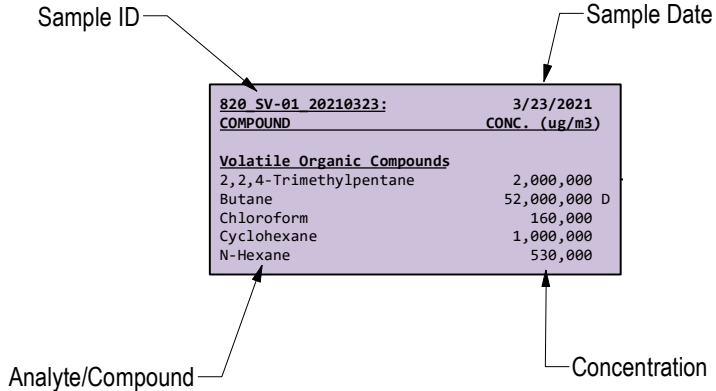 Sample ID
Sample Date
820_SV-01_20210323: 3/23/2021
COMPOUND CONC. (ug/m3)
Volatile Organic Compounds
2,2,4-Trimethylpentane 2,000,000
Butane 52,000,000 D
Chloroform 160,000
Cyclohexane 1,000,000
N-Hexane 530,000
Analyte/Compound
Concentration